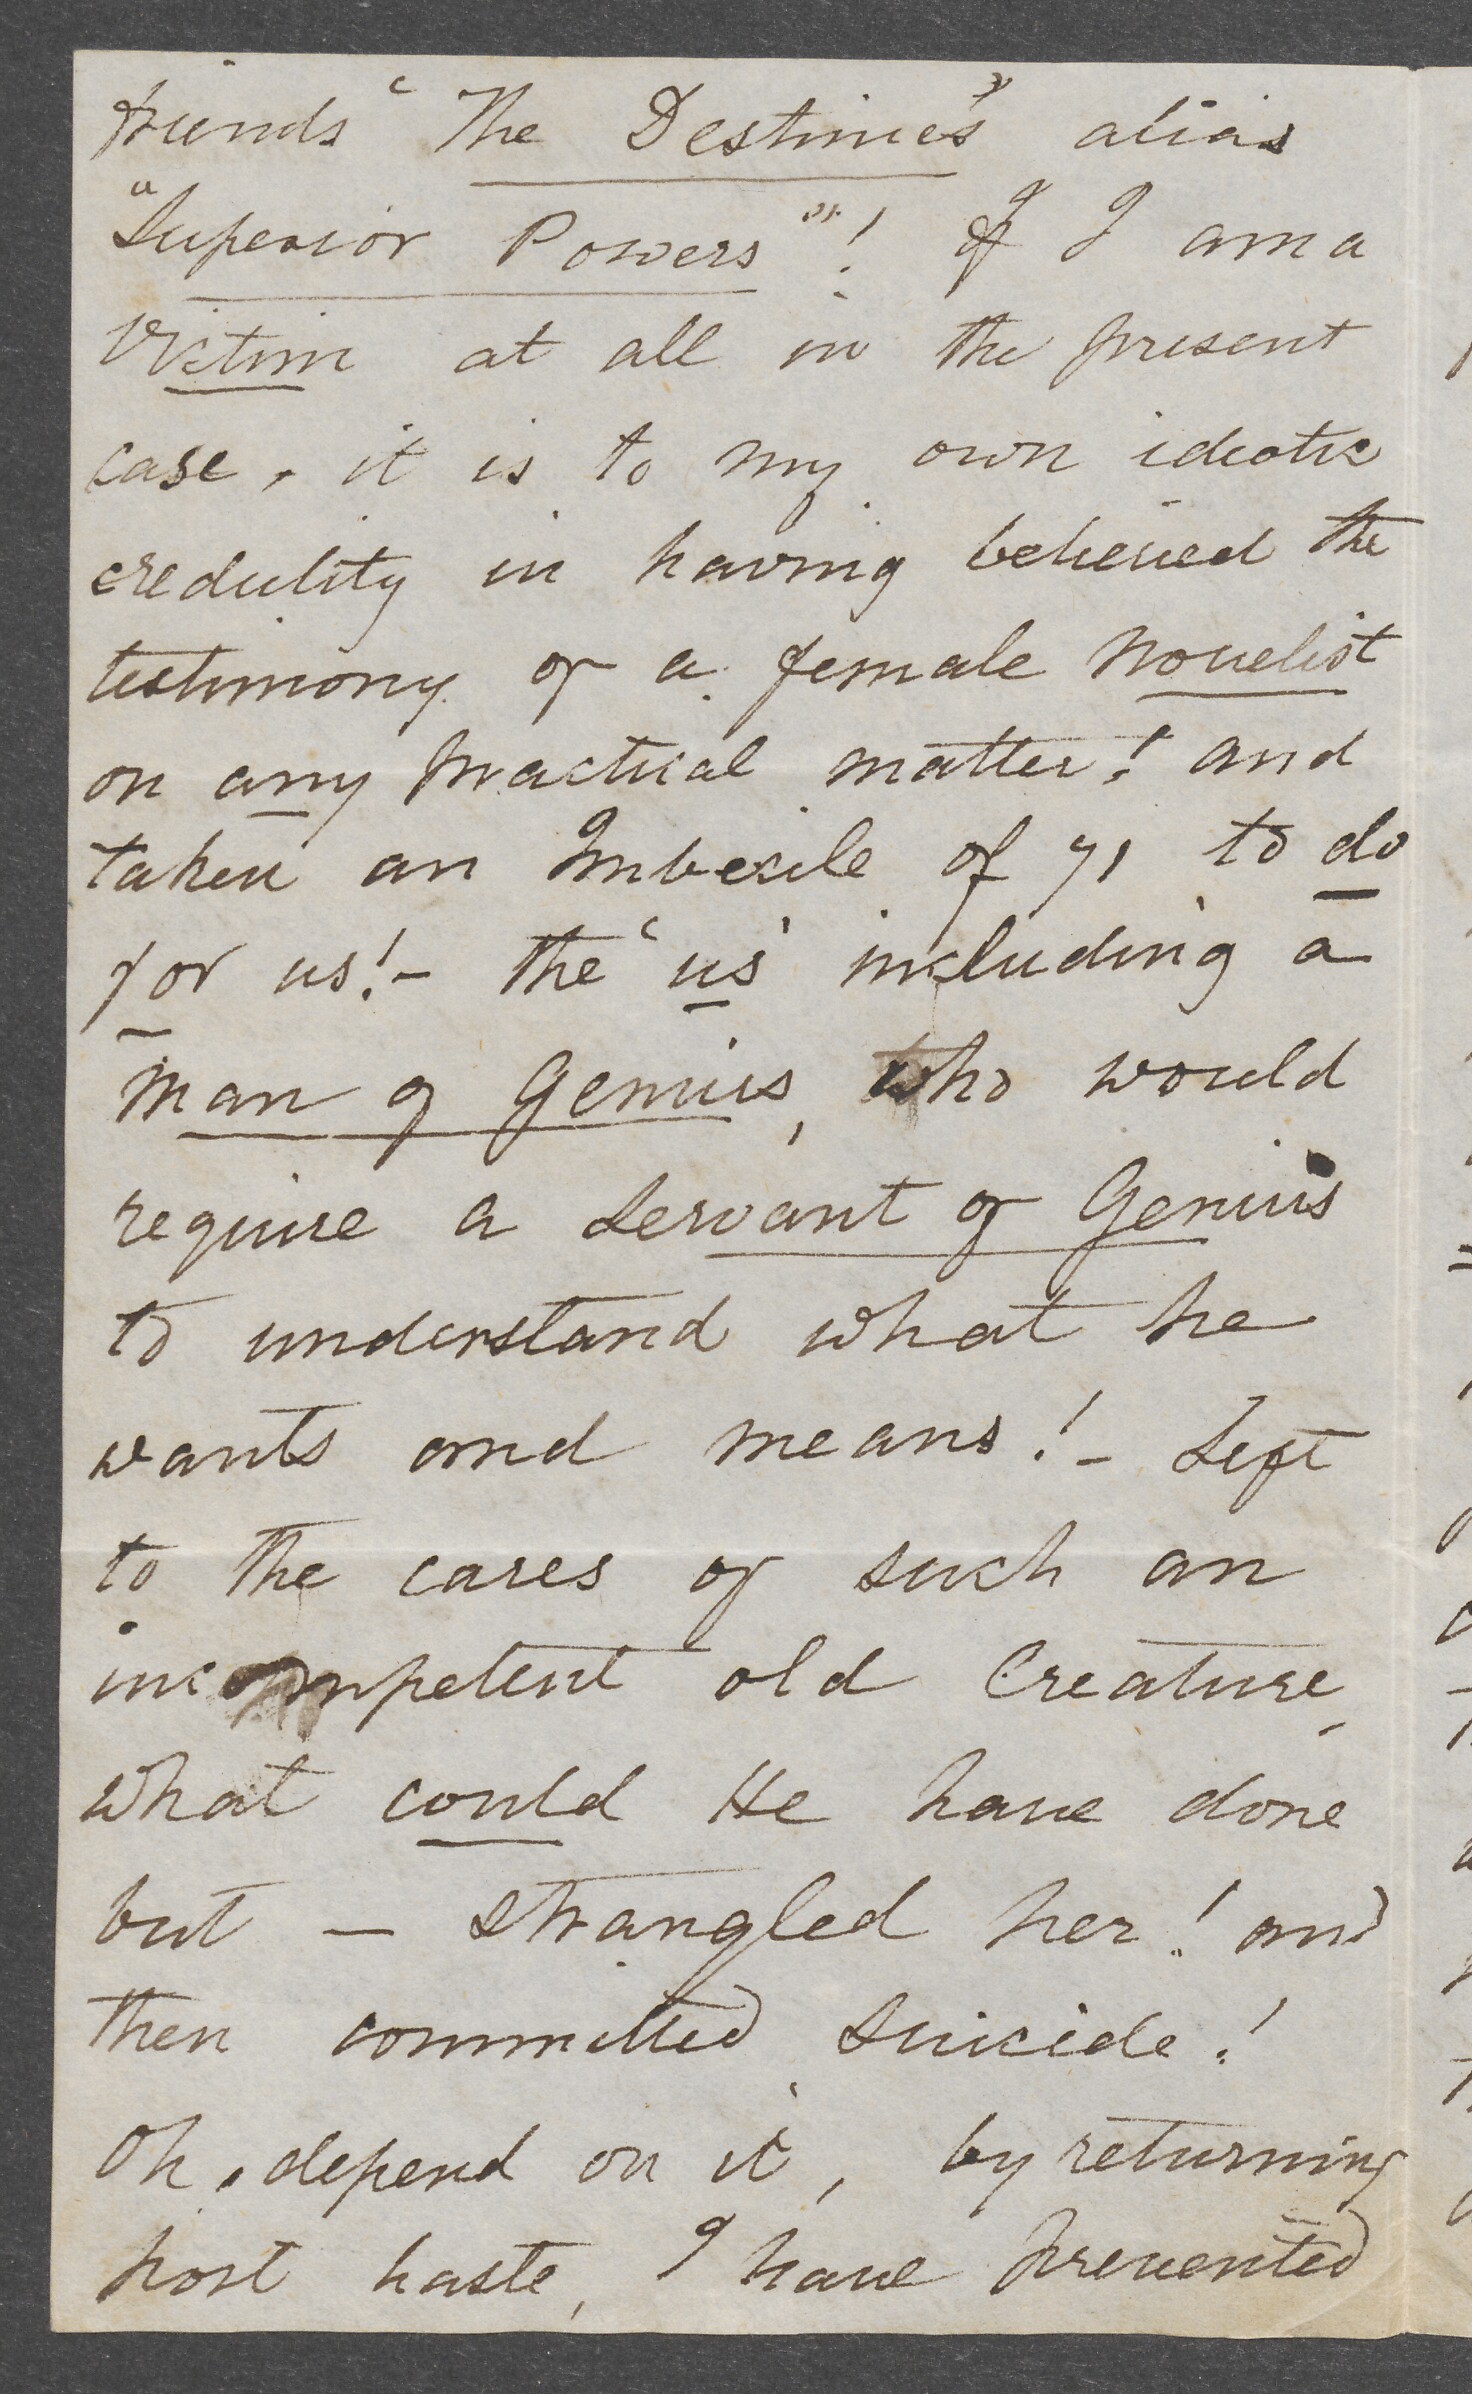 friends "The Destinies" alias
"Superior Powers"! If I am a
Victim at all in the present
case, it is to my own idiotic
credulity in having believed the
testimony of a female novelist
on any practical matter! and
taken an Imbecile of 71 to do
for us!– the 'us' including a
man of Genius, who would
require a Servant of Genius
to understand what he
wants and means!– Left
to the cares of such an
incompetent old Creature,
what could He have done
but — strangled her! and
then committed suicide!
Oh, depend on it, by returning
post haste, I have prevented